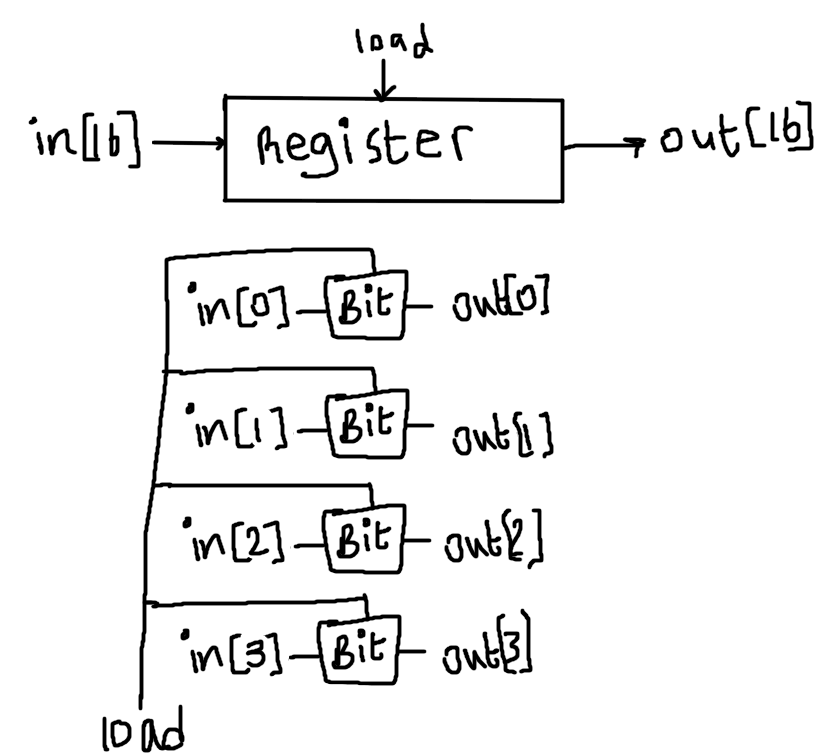 load
in[16] Register out[16]
in[0] Bit out[0]
in[1] Bit out[1]
in[2] Bit out[2]
in[3] Bit out[3]
load